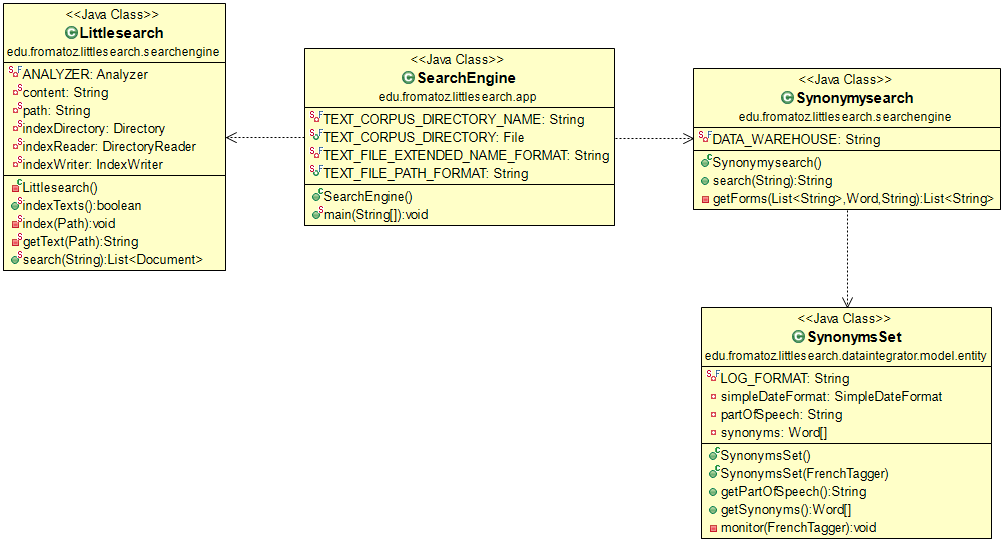 <<Java Class>>
Littlesearch
edu.fromatoz.littlesearch.searchengine
ANALYZER: Analyzer
content: String
path: String
indexDirectory: Directory
indexReader: DirectoryReader
indexWriter: IndexWriter
Littlesearch()
indexTexts():boolean
index(Path):void
getText(Path):String
search(String):List<Document>
<<Java Class>>
SearchEngine
edu.fromatoz.littlesearch.app
TEXT_CORPUS_DIRECTORY_NAME: String
TEXT_CORPUS_DIRECTORY: File
TEXT_FILE_EXTENDED_NAME_FORMAT: String
TEXT_FILE_PATH_FORMAT: String
SearchEngine()
main(String[]):void
<<Java Class>>
Synonymysearch
edu.fromatoz.littlesearch.searchengine
DATA_WAREHOUSE: String
Synonymysearch()
search(String):String
getForms(List<String>,Word,String):List<String>
<<Java Class>>
SynonymsSet
edu.fromatoz.littlesearch.dataintegrator.model.entity
LOG_FORMAT: String
simpleDateFormat: SimpleDateFormat
partOfSpeech: String
synonyms: Word[]
SynonymsSet()
SynonymsSet(FrenchTagger)
getPartOfSpeech():String
getSynonyms():Word[]
monitor(FrenchTagger):void